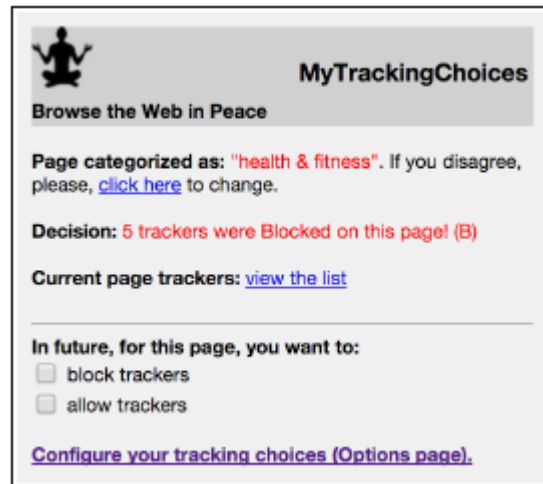 MyTrackingChoices
Browse the Web in Peace
Page categorized as: "health & fitness". If you disagree,
please, click here to change.
Decision: 5 trackers were Blocked on this page! (B)
Current page trackers: view the list
In future, for this page, you want to:
block trackers
allow trackers
Configure your tracking choices (Options page).